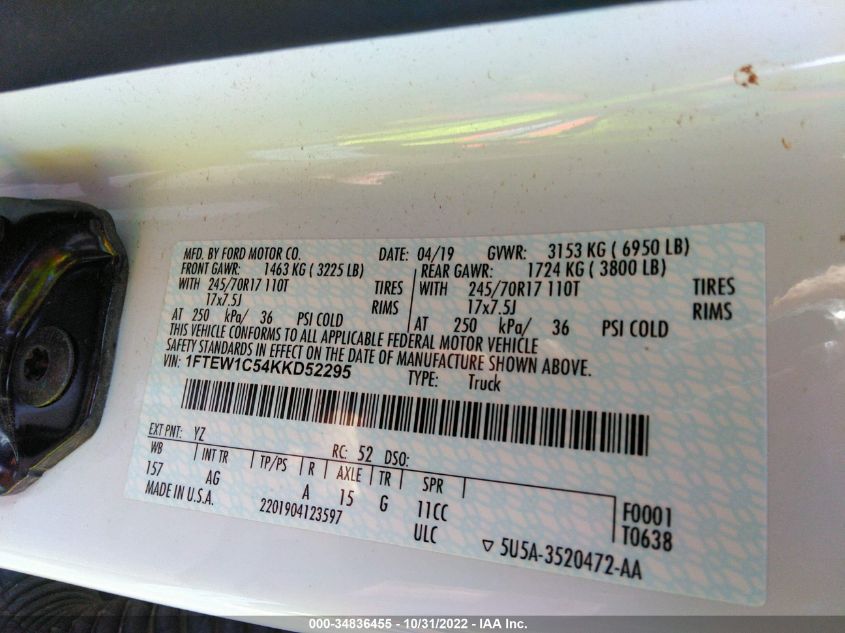 MFD. BY FORD MOTOR CO. DATE: 04/19 GVWR: 3153 KG ( 6950 LB)
FRONT GAWR: 1463 KG ( 3225 LB) REAR GAWR: 1724 KG ( 3800 LB)
WITH 245/70R17 110T TIRES WITH 245/70R17 110T TIRES
17x7.5J RIMS 17x7.5J RIMS
AT 250 kPa/ 36 PSI COLD AT 250 kPa/ 36 PSI COLD
THIS VEHICLE CONFORMS TO ALL APPLICABLE FEDERAL MOTOR VEHICLE
SAFETY STANDARDS IN EFFECT ON THE DATE OF MANUFACTURE SHOWN ABOVE.
VIN: 1FTEW1C54KKD52295 TYPE: Truck
EXT PNT: YZ RC: 52 DSO:
WB INT TR TP/PS R AXLE TR SPR
157 AG A 15 G 11CC F0001
MADE IN U.S.A. 2201904123597 ULC T0638
5U5A-3520472-AA
000-34836455 - 10/31/2022 - IAA Inc.